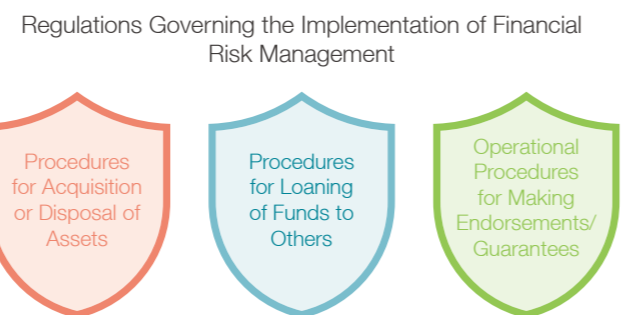 Regulations Governing the Implementation of Financial
Risk Management
Procedures
for Acquisition
or Disposal of
Assets
Procedures
for Loaning
of Funds to
Others
Operational
Procedures
for Making
Endorsements/
Guarantees